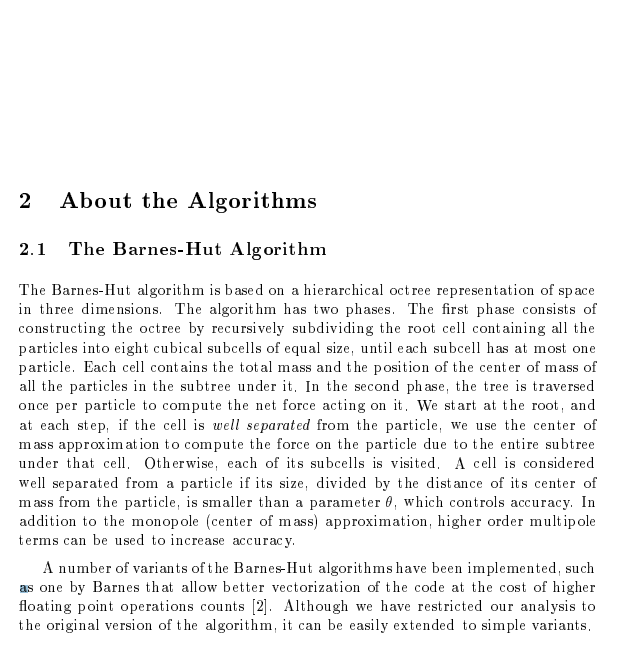 2 About the Algorithms
2.1 The Barnes-Hut Algorithm
The Barnes-Hut algorithm is based on a hierarchical octree representation of space
in three dimensions. The algorithm has two phases. The first phase consists of
constructing the octree by recursively subdividing the root cell containing all the
particles into eight cubical subcells of equal size, until each subcell has at most one
particle. Each cell contains the total mass and the position of the center of mass of
all the particles in the subtree under it. In the second phase, the tree is traversed
once per particle to compute the net force acting on it. We start at the root, and
at each step, if the cell is well separated from the particle, we use the center of
mass approximation to compute the force on the particle due to the entire subtree
under that cell. Otherwise, each of its subcells is visited. A cell is considered
well separated from a particle if its size, divided by the distance of its center of
mass from the particle, is smaller than a parameter θ, which controls accuracy. In
addition to the monopole (center of mass) approximation, higher order multipole
terms can be used to increase accuracy.
A number of variants of the Barnes-Hut algorithms have been implemented, such
as one by Barnes that allow better vectorization of the code at the cost of higher
floating point operations counts [2]. Although we have restricted our analysis to
the original version of the algorithm, it can be easily extended to simple variants.